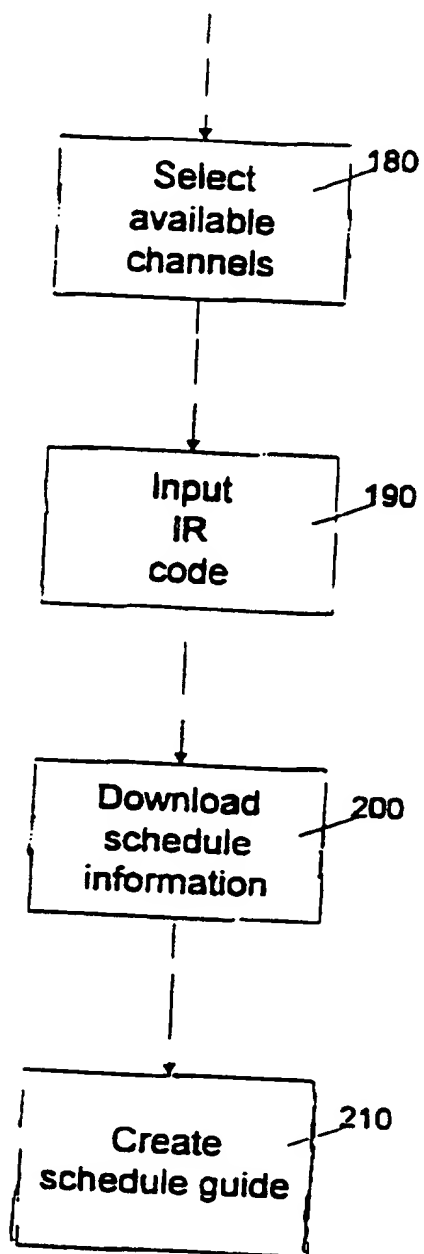 180
Select
available
channels
190
Input
IR
code
200
Download
schedule
information
210
Create
schedule guide